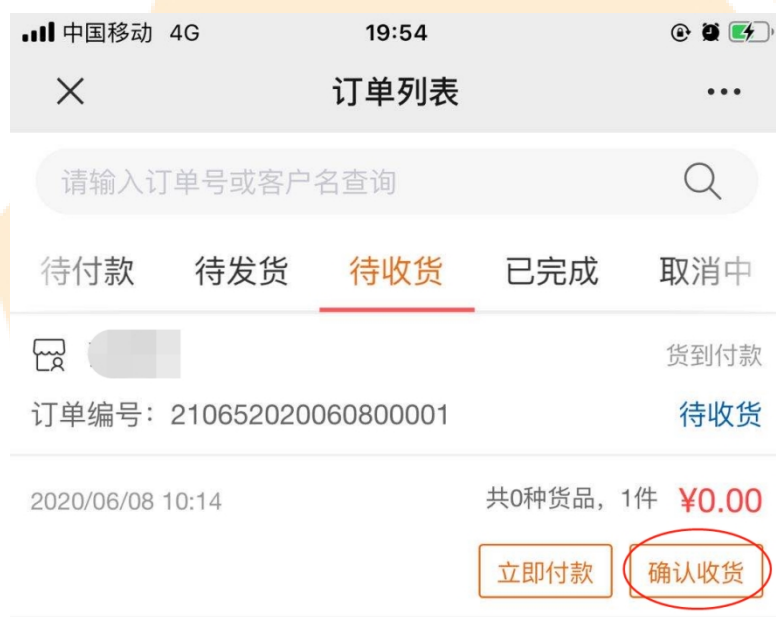 中国移动 4G 19:54
订单列表
请输入订单号或客户名查询
待付款 待发货 待收货 已完成 取消中
货到付款
订单编号：210652020060800001 待收货
2020/06/08 10:14 共0种货品，1件 ¥0.00
立即付款 确认收货